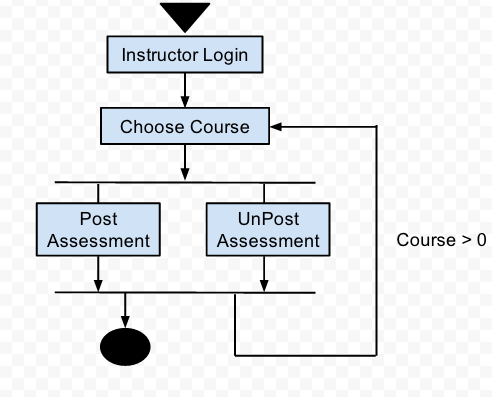 Instructor Login
Choose Course
Post
Assessment
UnPost
Assessment
Course > 0